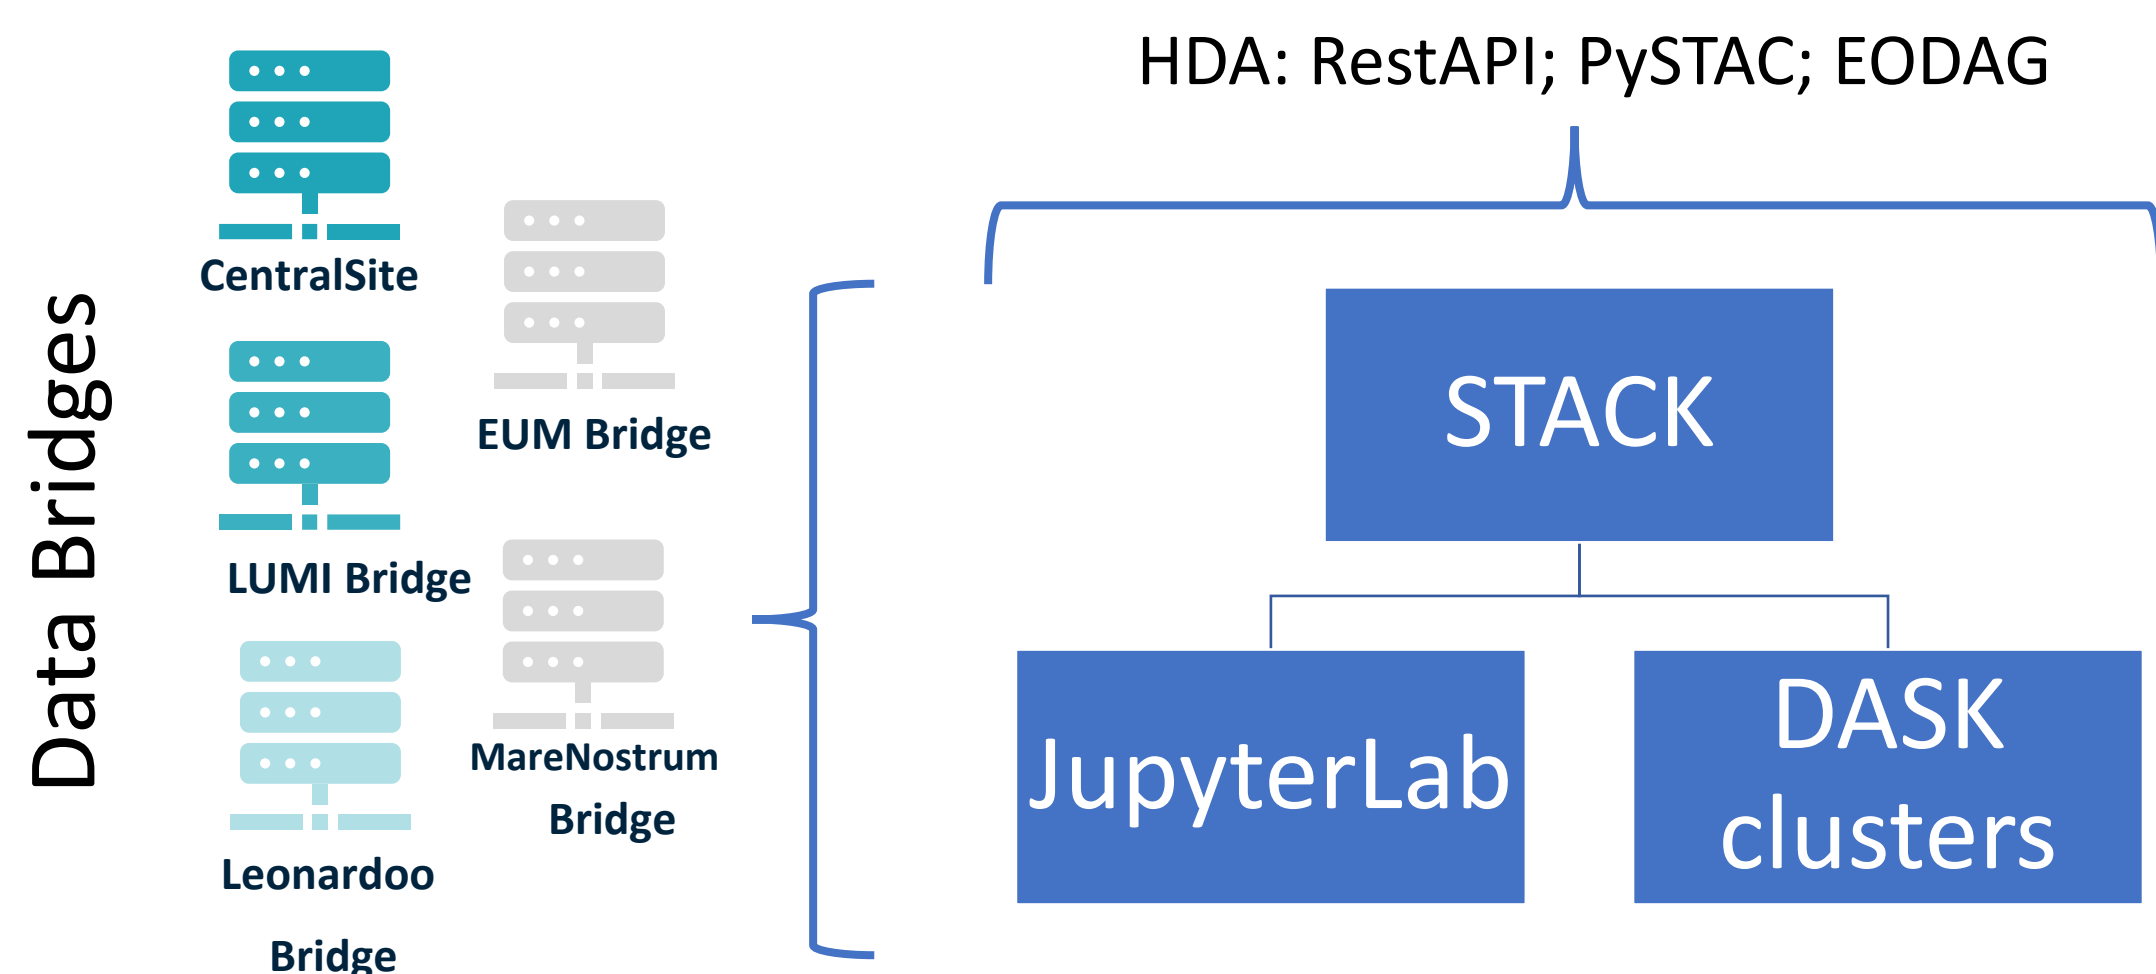 HDA: RestAPI; PySTAC; EODAG
Data Bridges
CentralSite
EUM Bridge
LUMI Bridge
MareNostrum
Bridge
Leonardoo
Bridge
STACK
JupyterLab
DASK
clusters